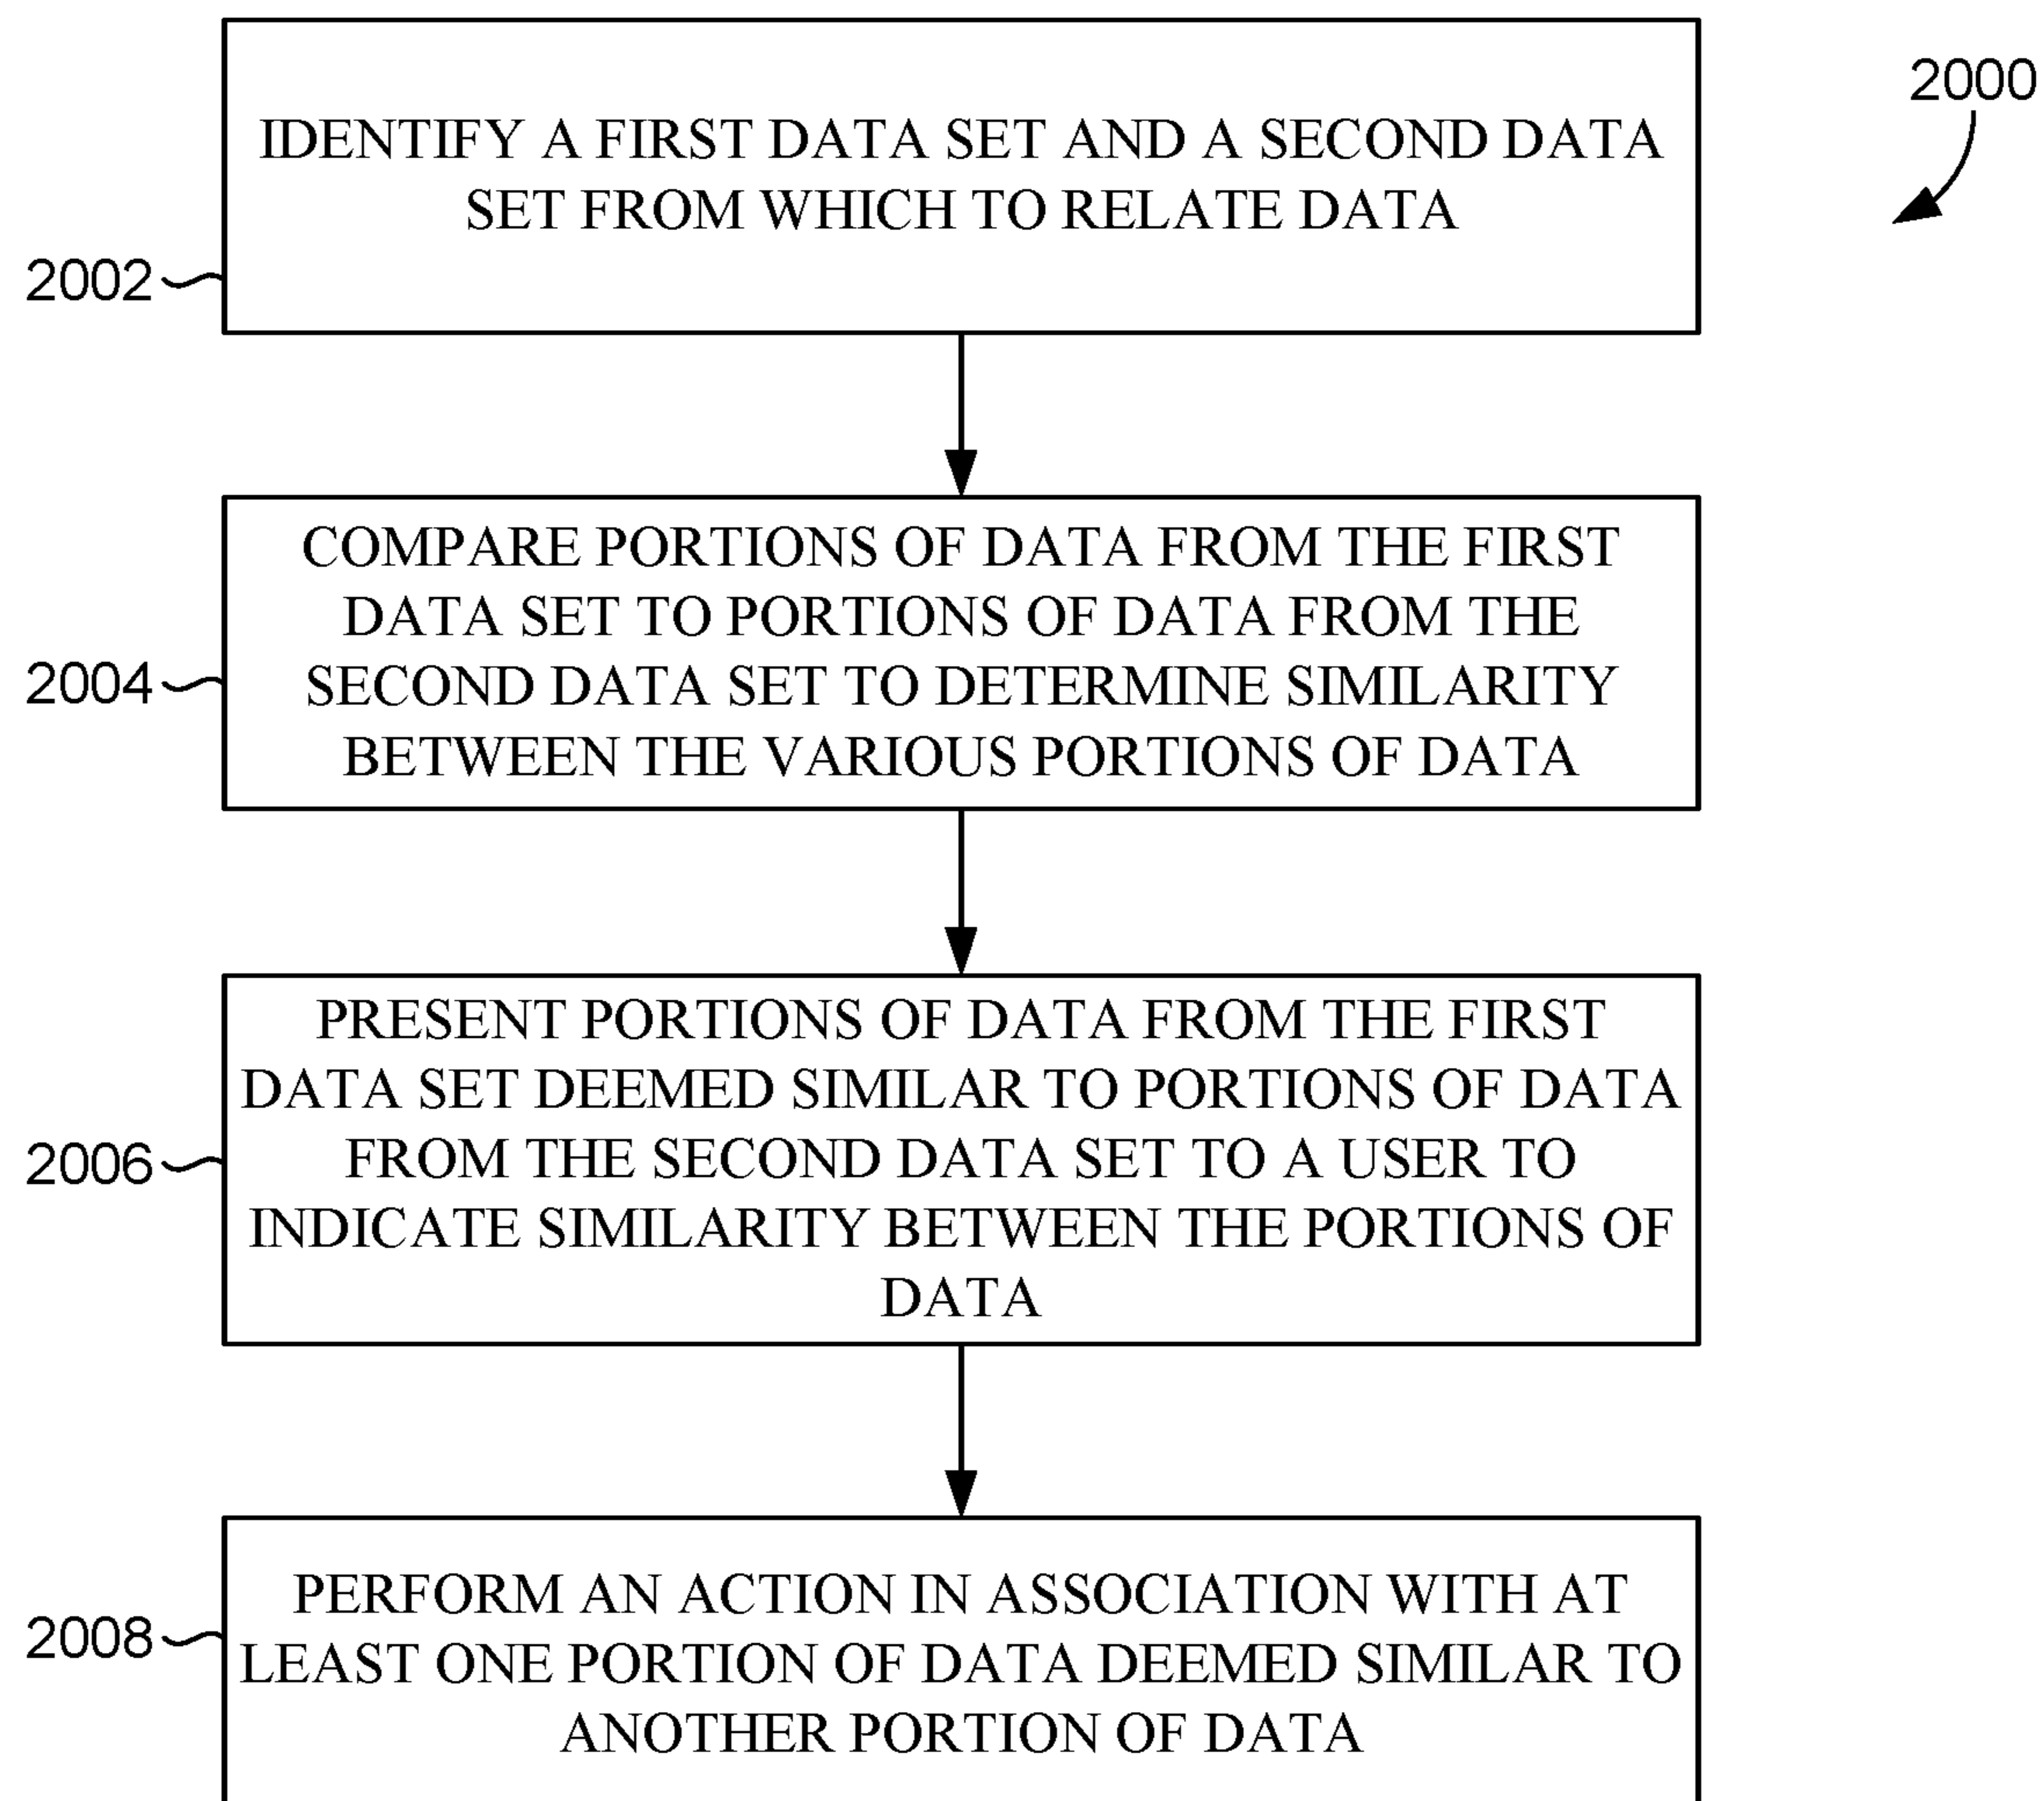 2000
IDENTIFY A FIRST DATA SET AND A SECOND DATA
SET FROM WHICH TO RELATE DATA
2002
COMPARE PORTIONS OF DATA FROM THE FIRST
DATA SET TO PORTIONS OF DATA FROM THE
SECOND DATA SET TO DETERMINE SIMILARITY
BETWEEN THE VARIOUS PORTIONS OF DATA
2004
PRESENT PORTIONS OF DATA FROM THE FIRST
DATA SET DEEMED SIMILAR TO PORTIONS OF DATA
FROM THE SECOND DATA SET TO A USER TO
INDICATE SIMILARITY BETWEEN THE PORTIONS OF
DATA
2006
PERFORM AN ACTION IN ASSOCIATION WITH AT
LEAST ONE PORTION OF DATA DEEMED SIMILAR TO
ANOTHER PORTION OF DATA
2008